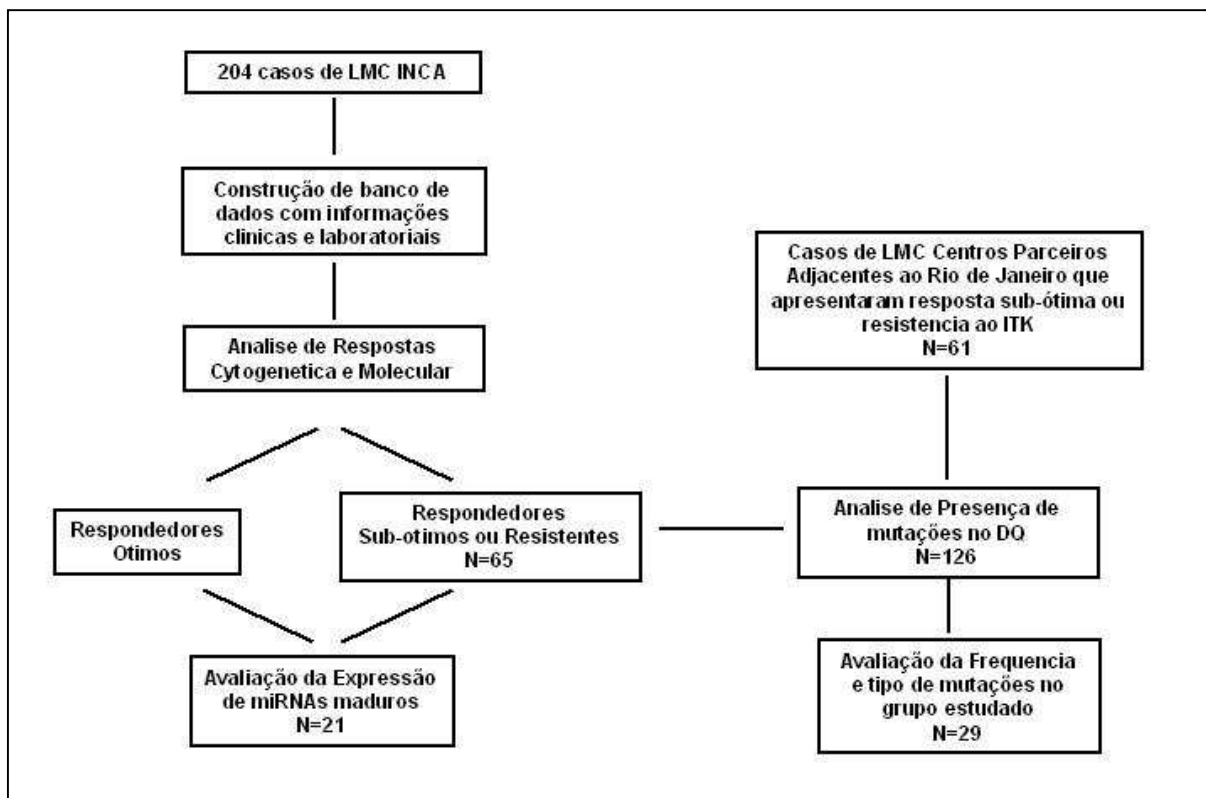 204 casos de LMC INCA
Construção de banco de
dados com informações
clinicas e laboratoriais
Analise de Respostas
Cytogenetica e Molecular
Respondedores
Otimos
Respondedores
Sub-otimos ou Resistentes
N=65
Avaliação da Expressão
de miRNAs maduros
N=21
Casos de LMC Centros Parceiros
Adjacentes ao Rio de Janeiro que
apresentaram resposta sub-ótima ou
resistencia ao ITK
N=61
Analise de Presença de
mutações no DQ
N=126
Avaliação da Frequencia
e tipo de mutações no
grupo estudado
N=29